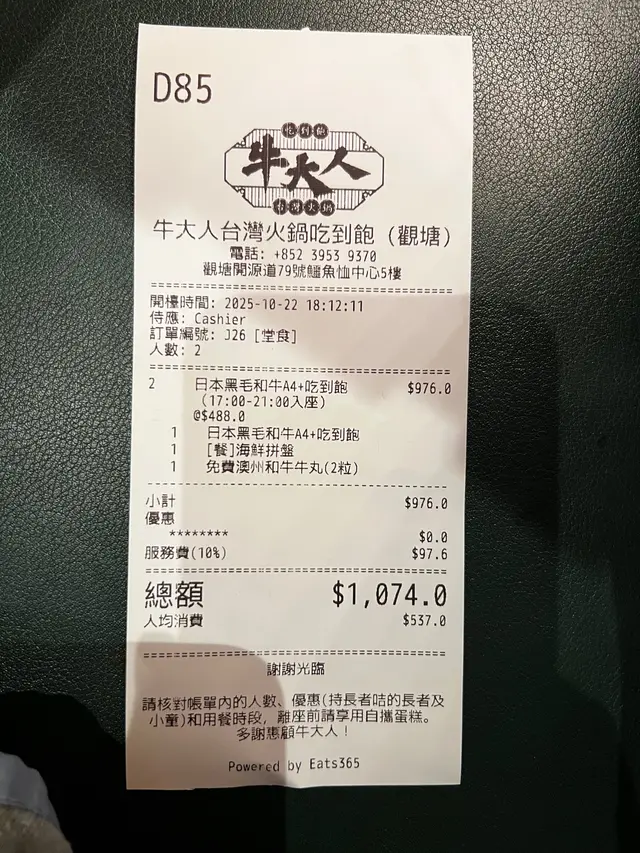 D85
吃到飽
牛大人
台灣火鍋
牛大人台灣火鍋吃到飽 (觀塘)
電話: +852 3953 9370
觀塘開源道79號鱷魚恤中心5樓
開檯時間: 2025-10-22 18:12:11
侍應: Cashier
訂單編號: J26 [堂食]
人數: 2
2 日本黑毛和牛A4+吃到飽 $976.0
(17:00-21:00入座)
@$488.0
1 日本黑毛和牛A4+吃到飽
1 [餐]海鮮拼盤
1 免費澳州和牛牛丸(2粒)
小計 $976.0
優惠
******** $0.0
服務費(10%) $97.6
總額 $1,074.0
人均消費 $537.0
謝謝光臨
請核對帳單內的人數、優惠(持長者咭的長者及
小童)和用餐時段, 離座前請享用自攜蛋糕。
多謝惠顧牛大人！
Powered by Eats365